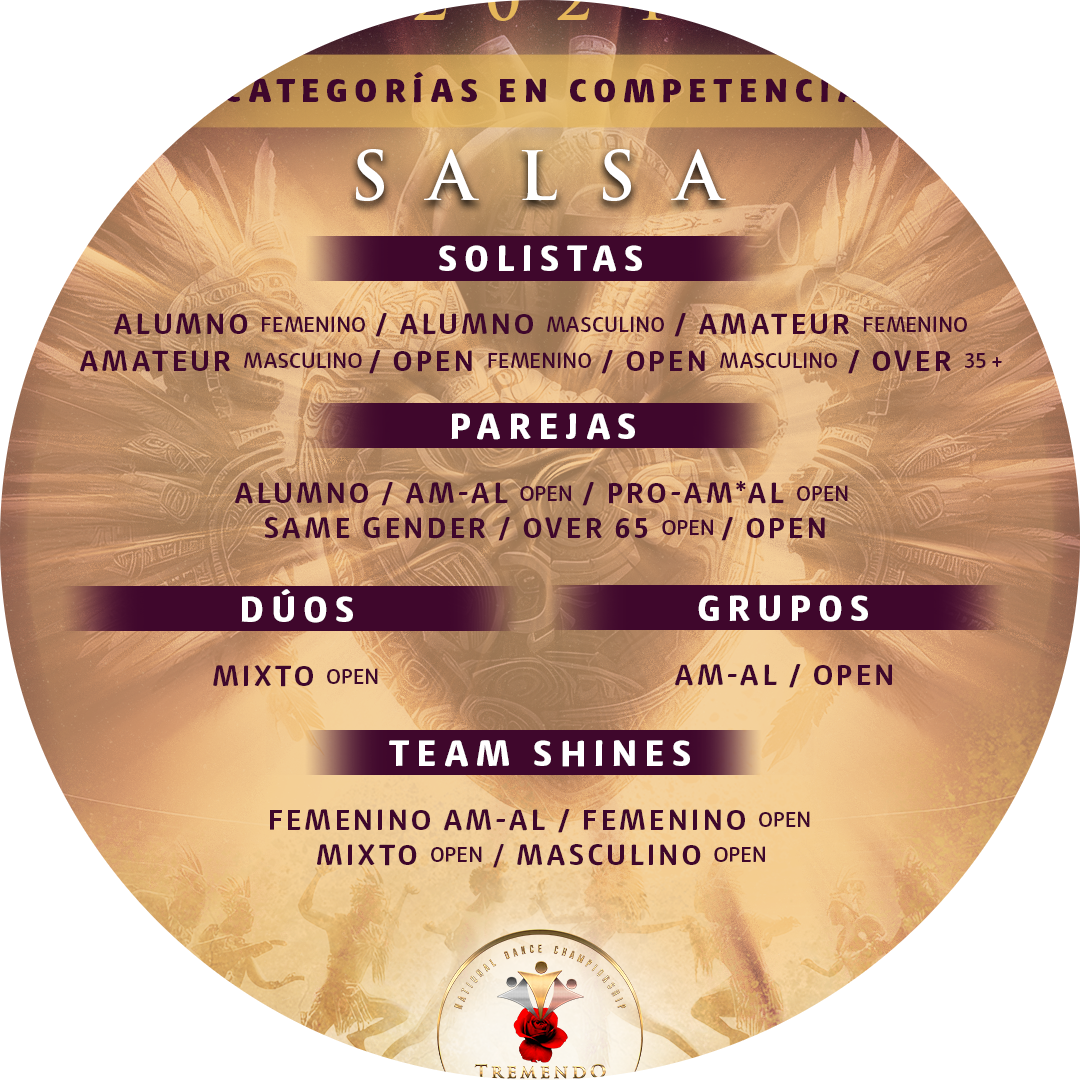 CATEGORÍAS EN COMPETENCIA
SALSA
SOLISTAS
ALUMNO FEMENINO / ALUMNO MASCULINO / AMATEUR FEMENINO
AMATEUR MASCULINO / OPEN FEMENINO / OPEN MASCULINO / OVER 35 +
PAREJAS
ALUMNO / AM-AL OPEN / PRO-AM*AL OPEN
SAME GENDER / OVER 65 OPEN / OPEN
DÚOS
GRUPOS
MIXTO OPEN
AM-AL / OPEN
TEAM SHINES
FEMENINO AM-AL / FEMENINO OPEN
MIXTO OPEN / MASCULINO OPEN
NATIONAL DANCE CHAMPIONSHIP
TREMENDO